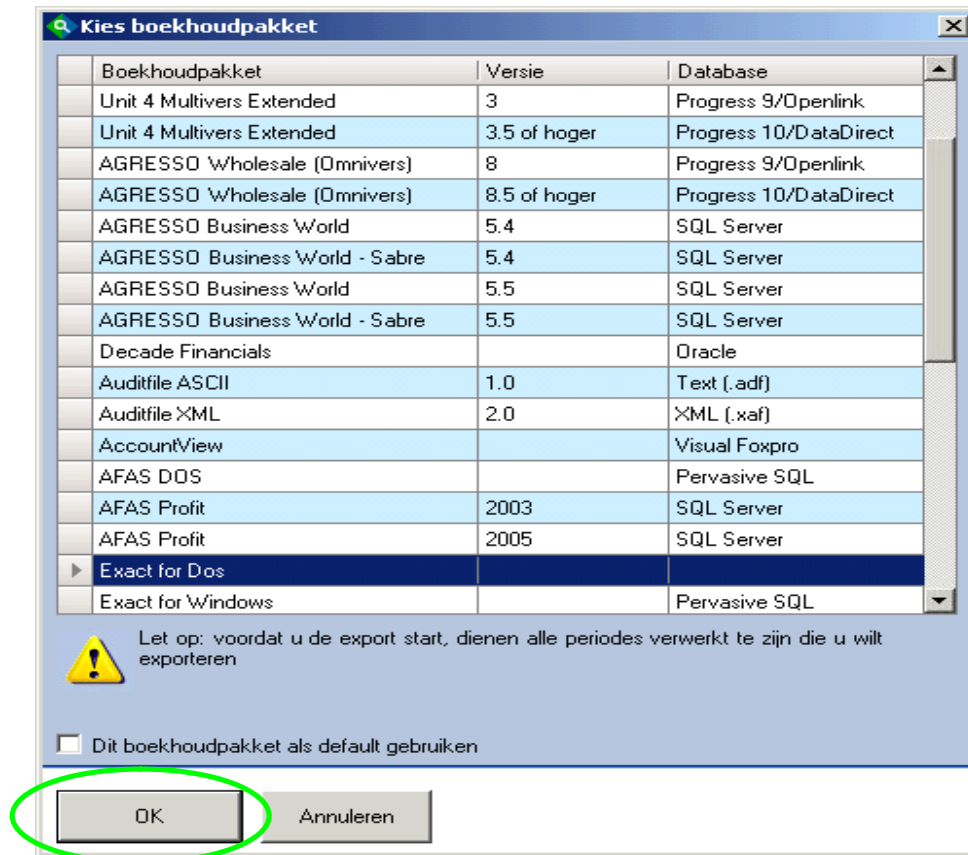 Kies boekhoudpakket
Boekhoudpakket Versie Database
Unit 4 Multivers Extended 3 Progress 9/Openlink
Unit 4 Multivers Extended 3.5 of hoger Progress 10/DataDirect
AGRESSO Wholesale (Omnivers) 8 Progress 9/Openlink
AGRESSO Wholesale (Omnivers) 8.5 of hoger Progress 10/DataDirect
AGRESSO Business World 5.4 SQL Server
AGRESSO Business World - Sabre 5.4 SQL Server
AGRESSO Business World 5.5 SQL Server
AGRESSO Business World - Sabre 5.5 SQL Server
Decade Financials Oracle
Auditfile ASCII 1.0 Text (.adf)
Auditfile XML 2.0 XML (.xaf)
AccountView Visual Foxpro
AFAS DOS Pervasive SQL
AFAS Profit 2003 SQL Server
AFAS Profit 2005 SQL Server
Exact for Dos
Exact for Windows Pervasive SQL
Let op: voordat u de export start, dienen alle periodes verwerkt te zijn die u wilt
exporteren
Dit boekhoudpakket als default gebruiken
OK Annuleren